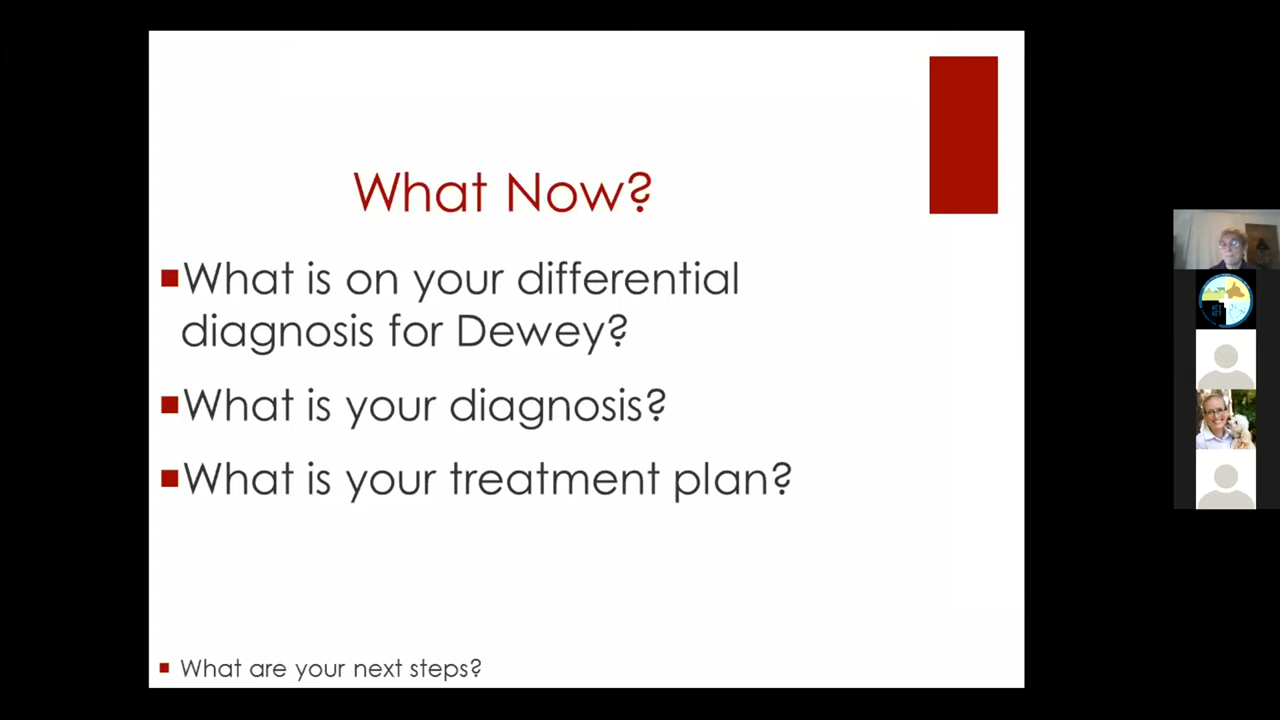 What Now?
What is on your differential
diagnosis for Dewey?
What is your diagnosis?
What is your treatment plan?
What are your next steps?